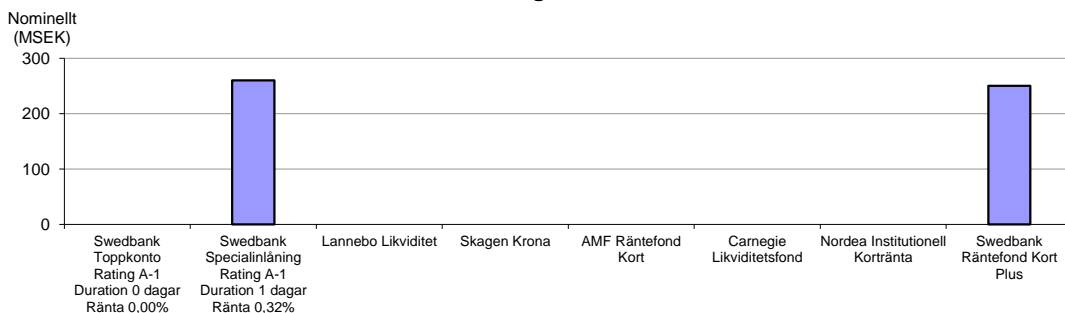 Nominellt
(MSEK)
300
200
100
0
Swedbank
Toppkonto
Rating A-1
Duration 0 dagar
Ränta 0,00%
Swedbank
Specialinlåning
Rating A-1
Duration 1 dagar
Ränta 0,32%
Lannebo Likviditet
Skagen Krona
AMF Räntefond
Kort
Carnegie
Likviditetsfond
Nordea Institutionell
Kortränta
Swedbank
Räntefond Kort
Plus